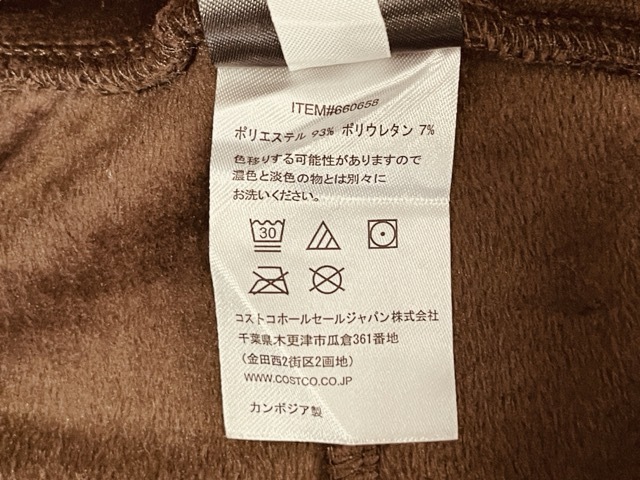 ITEM#660658
ポリエステル 93% ポリウレタン 7%
色移りする可能性がありますので
濃色と淡色の物とは別々に
お洗いください。
30
コストコホールセールジャパン株式会社
千葉県木更津市瓜倉361番地
(金田西2街区2画地)
WWW.COSTCO.CO.JP
カンボジア製